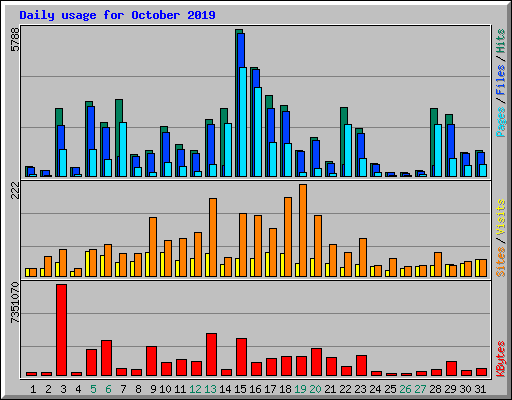 Daily usage for October 2019
5788
Pages / Files / Hits
222
Sites / Visits
7351070
KBytes
1 2 3 4 5 6 7 8 9 10 11 12 13 14 15 16 17 18 19 20 21 22 23 24 25 26 27 28 29 30 31